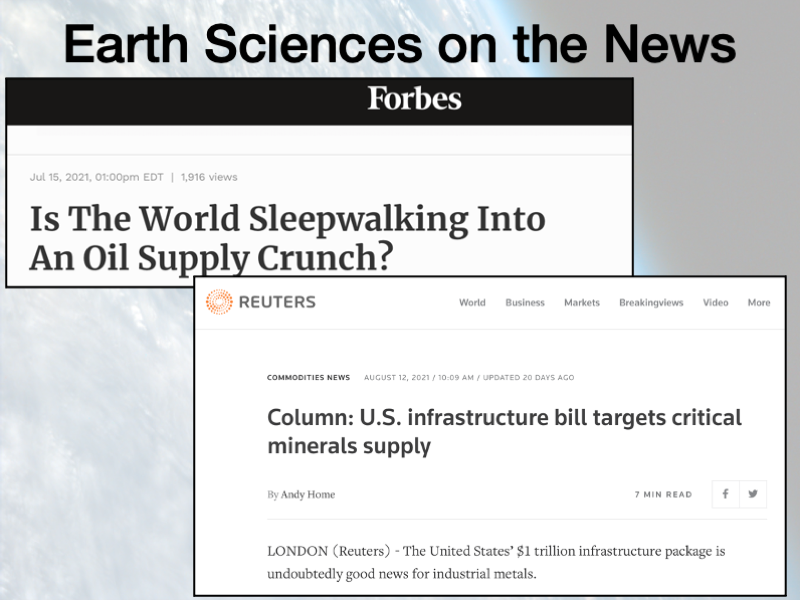 Earth Sciences on the News
Forbes
Jul 15, 2021, 01:00pm EDT | 1,916 views
Is The World Sleepwalking Into
An Oil Supply Crunch?
REUTERS World Business Markets Breakingviews Video More
COMMODITIES NEWS AUGUST 12, 2021 / 10:09 AM / UPDATED 20 DAYS AGO
Column: U.S. infrastructure bill targets critical
minerals supply
By Andy Home 7 MIN READ
LONDON (Reuters) - The United States’ $1 trillion infrastructure package is
undoubtedly good news for industrial metals.